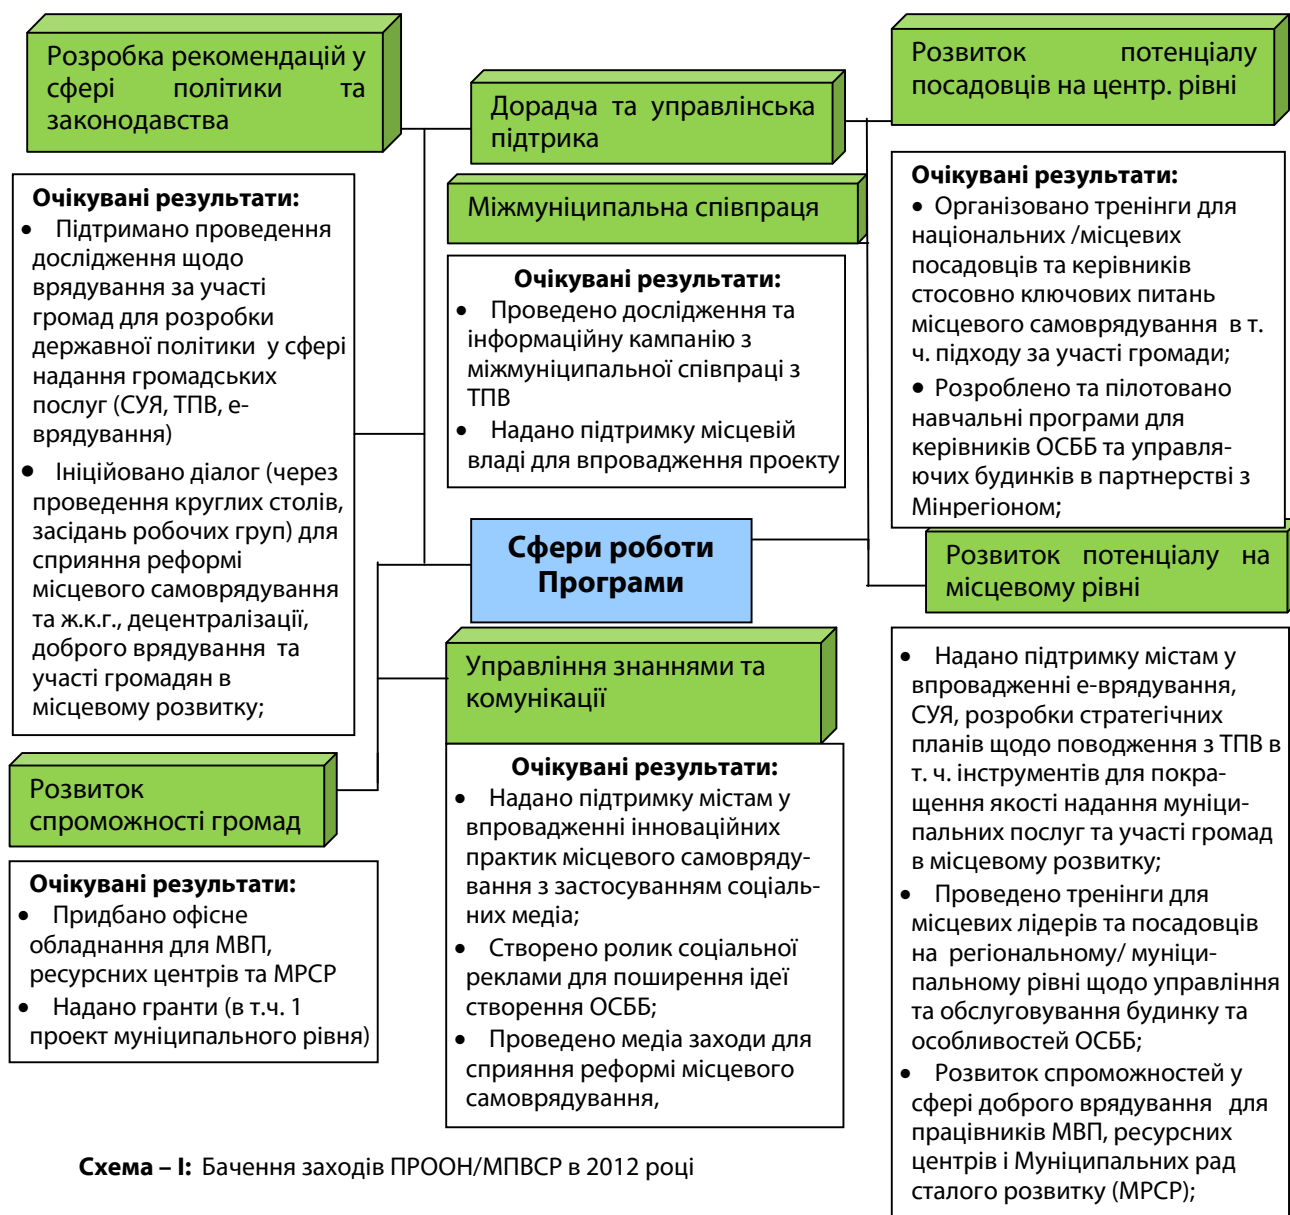 Розробка рекомендацій у
сфері політики та
законодавства
Очікувані результати:
• Підтримано проведення
дослідження щодо
врядування за участі
громад для розробки
державної політики у сфері
надання громадських
послуг (СУЯ, ТПВ, е-
врядування)
• Ініційовано діалог (через
проведення круглих столів,
засідань робочих груп) для
сприяння реформі
місцевого самоврядування
та ж.к.г., децентралізації,
доброго врядування та
участі громадян в
місцевому розвитку;
Розвиток
спроможності громад
Очікувані результати:
• Придбано офісне
обладнання для МВП,
ресурсних центрів та МРСР
• Надано гранти (в т.ч. 1
проект муніципального рівня)
Дорадча та управлінська
підтрика
Міжмуніципальна співпраця
Очікувані результати:
• Проведено дослідження та
інформаційну кампанію з
міжмуніципальної співпраці з
ТПВ
• Надано підтримку місцевій
владі для впровадження проекту
Сфери роботи
Програми
Управління знаннями та
комунікації
Очікувані результати:
• Надано підтримку містам у
впровадженні інноваційних
практик місцевого самовряду-
вання з застосуванням соціаль-
них медіа;
• Створено ролик соціальної
реклами для поширення ідеї
створення ОСББ;
• Проведено медіа заходи для
сприяння реформі місцевого
самоврядування,
Розвиток потенціалу
посадовців на центр. рівні
Очікувані результати:
• Організовано тренінги для
національних /місцевих
посадовців та керівників
стосовно ключових питань
місцевого самоврядування в т.
ч. підходу за участі громади;
• Розроблено та пілотовано
навчальні програми для
керівників ОСББ та управля-
ючих будинків в партнерстві з
Мінрегіоном;
Розвиток потенціалу на
місцевому рівні
• Надано підтримку містам у
впровадженні е-врядування,
СУЯ, розробки стратегічних
планів щодо поводження з ТПВ в
т. ч. інструментів для покра-
щення якості надання муніци-
пальних послуг та участі громад
в місцевому розвитку;
• Проведено тренінги для
місцевих лідерів та посадовців
на регіональному/ муніци-
пальному рівні щодо управління
та обслуговування будинку та
особливостей ОСББ;
• Розвиток спроможностей у
сфері доброго врядування для
працівників МВП, ресурсних
центрів і Муніципальних рад
сталого розвитку (МРСР);
Схема – І: Бачення заходів ПРООН/МПВСР в 2012 році